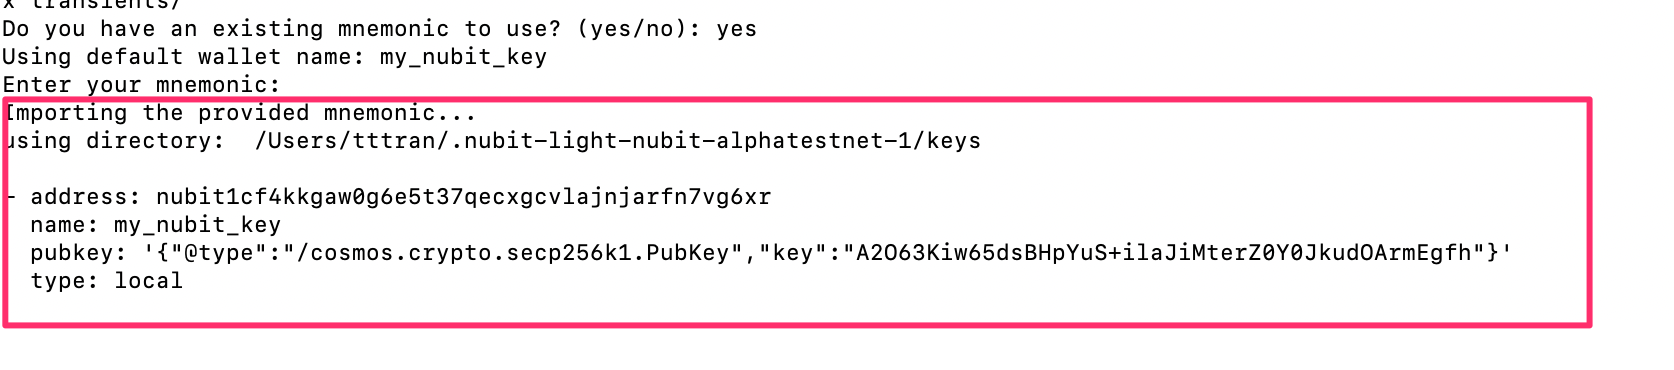 x transients/
Do you have an existing mnemonic to use? (yes/no): yes
Using default wallet name: my_nubit_key
Enter your mnemonic:
Importing the provided mnemonic...
using directory:  /Users/tttran/.nubit-light-nubit-alphatestnet-1/keys
- address: nubit1cf4kkgaw0g6e5t37qecxgcvlajnjarfn7vg6xr
name: my_nubit_key
pubkey: '{"@type":"/cosmos.crypto.secp256k1.PubKey","key":"A2O63Kiw65dsBHpYuS+ilaJiMterZ0Y0JkudOArmEgfh"}'
type: local